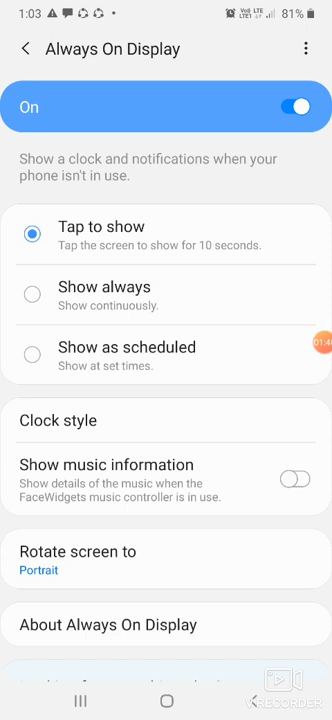 1:03 81%
Always On Display
On
Show a clock and notifications when your
phone isn't in use.
Tap to show
Tap the screen to show for 10 seconds.
Show always
Show continuously.
Show as scheduled
Show at set times.
Clock style
Show music information
Show details of the music when the
FaceWidgets music controller is in use.
Rotate screen to
Portrait
About Always On Display
V.RECORDER